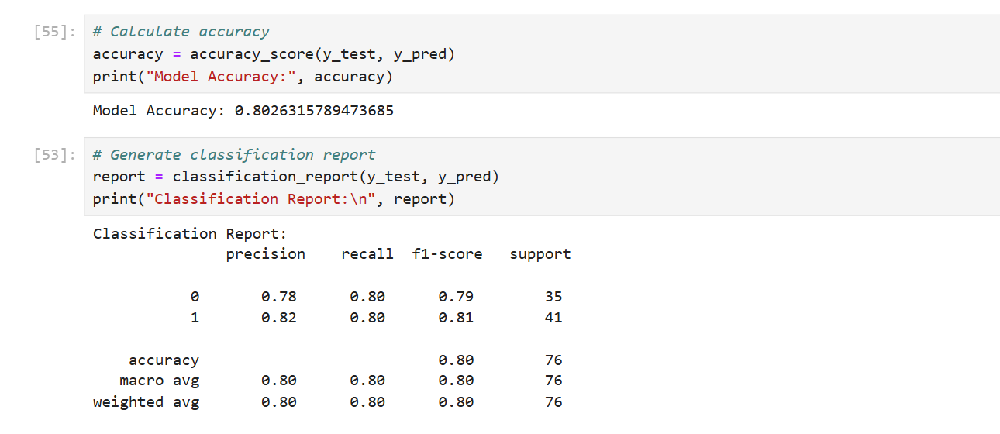 [55]: # Calculate accuracy
accuracy = accuracy_score(y_test, y_pred)
print("Model Accuracy:", accuracy)
Model Accuracy: 0.8026315789473685
[53]: # Generate classification report
report = classification_report(y_test, y_pred)
print("Classification Report:\n", report)
Classification Report:
               precision    recall  f1-score   support

           0       0.78      0.80      0.79        35
           1       0.82      0.80      0.81        41

    accuracy                           0.80        76
   macro avg       0.80      0.80      0.80        76
weighted avg       0.80      0.80      0.80        76